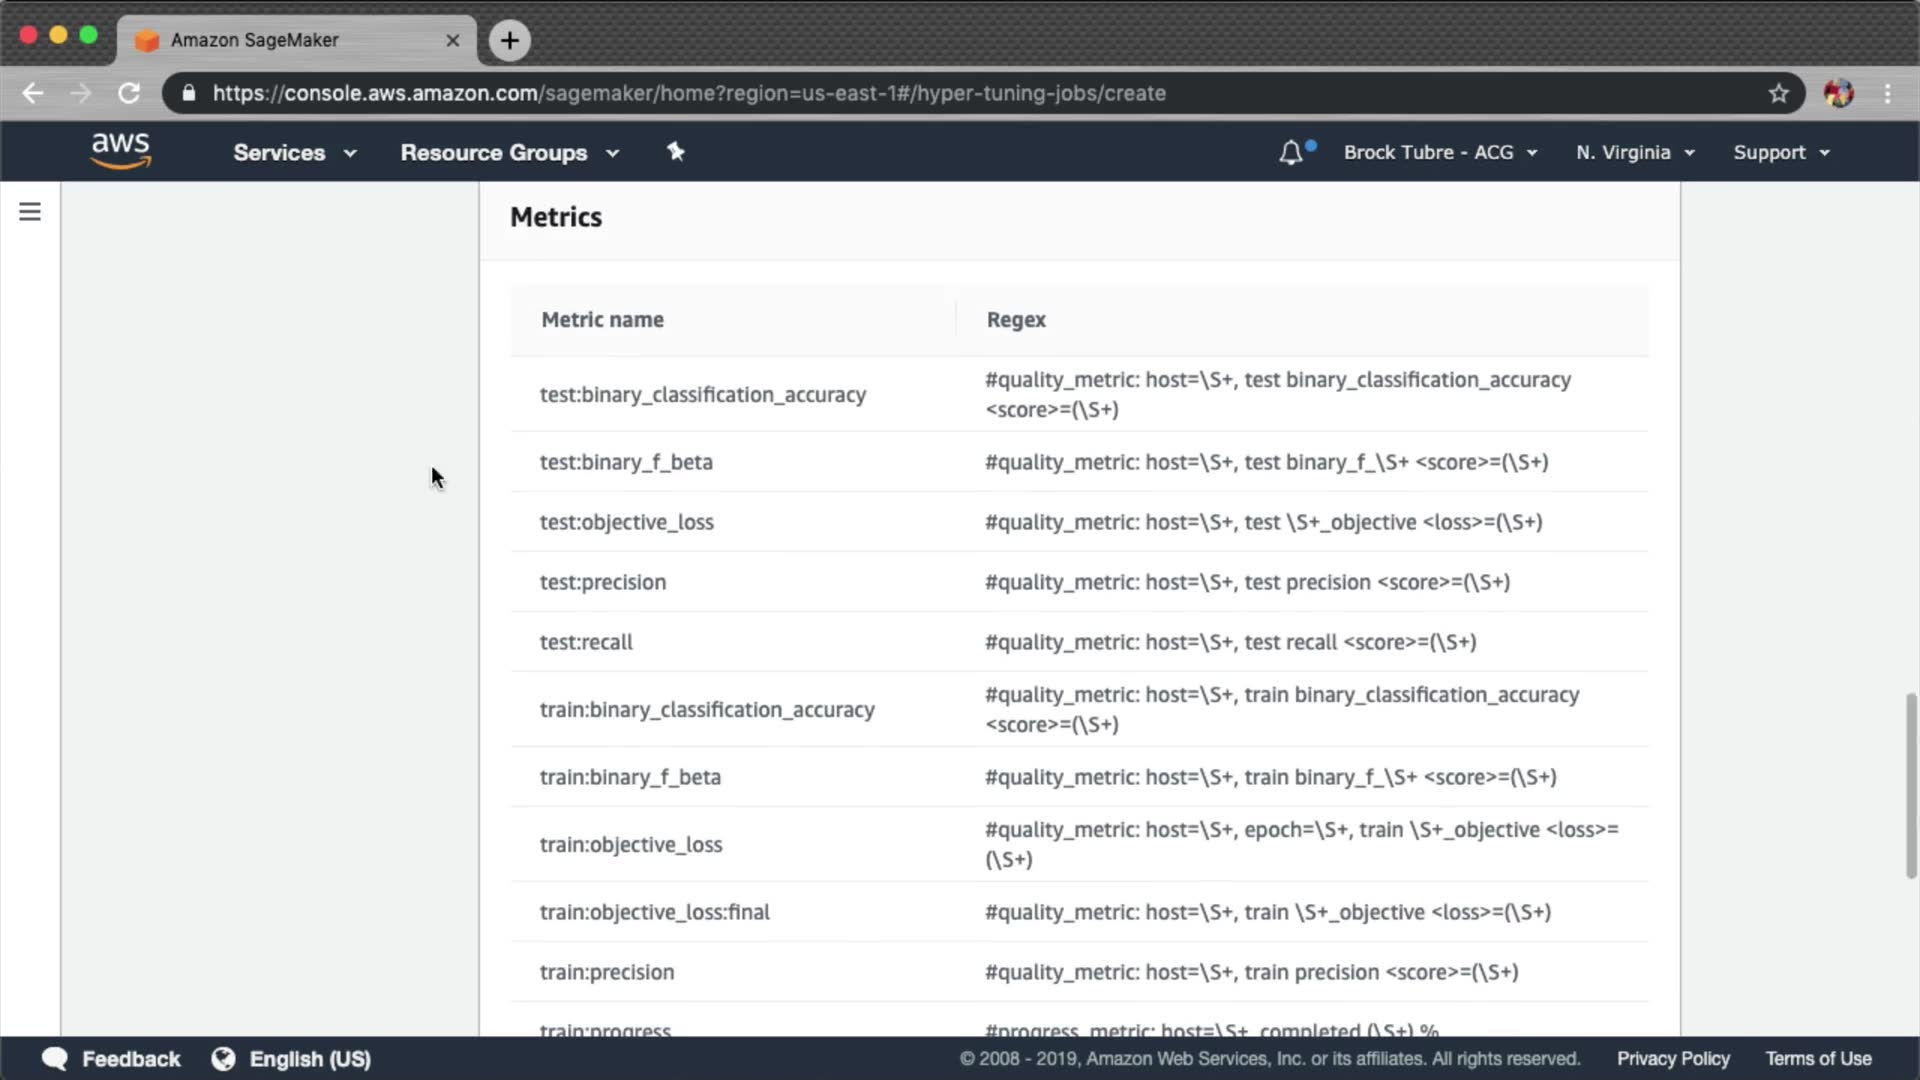 Amazon SageMaker
https://console.aws.amazon.com/sagemaker/home?region=us-east-1#/hyper-tuning-jobs/create
aws Services Resource Groups Brock Tubre - ACG N. Virginia Support
Metrics
Metric name Regex
test:binary_classification_accuracy #quality_metric: host=\S+, test binary_classification_accuracy
<score>=(\S+)
test:binary_f_beta #quality_metric: host=\S+, test binary_f_\S+ <score>=(\S+)
test:objective_loss #quality_metric: host=\S+, test \S+_objective <loss>=(\S+)
test:precision #quality_metric: host=\S+, test precision <score>=(\S+)
test:recall #quality_metric: host=\S+, test recall <score>=(\S+)
train:binary_classification_accuracy #quality_metric: host=\S+, train binary_classification_accuracy
<score>=(\S+)
train:binary_f_beta #quality_metric: host=\S+, train binary_f_\S+ <score>=(\S+)
train:objective_loss #quality_metric: host=\S+, epoch=\S+, train \S+_objective <loss>=
(\S+)
train:objective_loss:final #quality_metric: host=\S+, train \S+_objective <loss>=(\S+)
train:precision #quality_metric: host=\S+, train precision <score>=(\S+)
train:progress #progress_metric: host=\S+, completed (\S+) %
Feedback English (US) © 2008 - 2019, Amazon Web Services, Inc. or its affiliates. All rights reserved. Privacy Policy Terms of Use